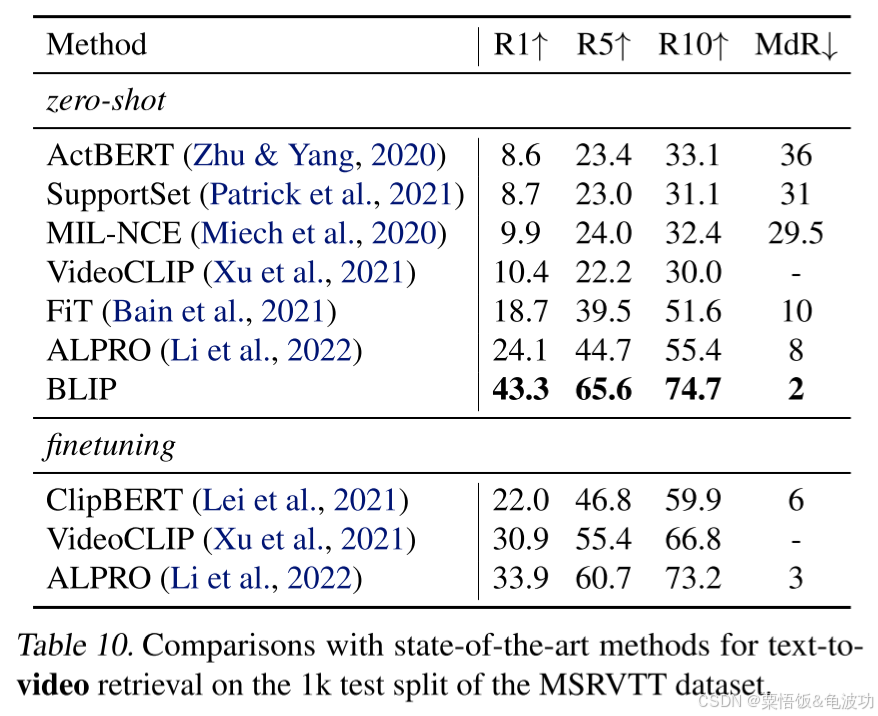 Method R1↑ R5↑ R10↑ MdR↓
zero-shot
ActBERT (Zhu & Yang, 2020) 8.6 23.4 33.1 36
SupportSet (Patrick et al., 2021) 8.7 23.0 31.1 31
MIL-NCE (Miech et al., 2020) 9.9 24.0 32.4 29.5
VideoCLIP (Xu et al., 2021) 10.4 22.2 30.0 -
FiT (Bain et al., 2021) 18.7 39.5 51.6 10
ALPRO (Li et al., 2022) 24.1 44.7 55.4 8
BLIP 43.3 65.6 74.7 2
finetuning
ClipBERT (Lei et al., 2021) 22.0 46.8 59.9 6
VideoCLIP (Xu et al., 2021) 30.9 55.4 66.8 -
ALPRO (Li et al., 2022) 33.9 60.7 73.2 3
Table 10. Comparisons with state-of-the-art methods for text-to-
video retrieval on the 1k test split of the MSRVTT dataset.
CSDN @粟悟饭&龟波功